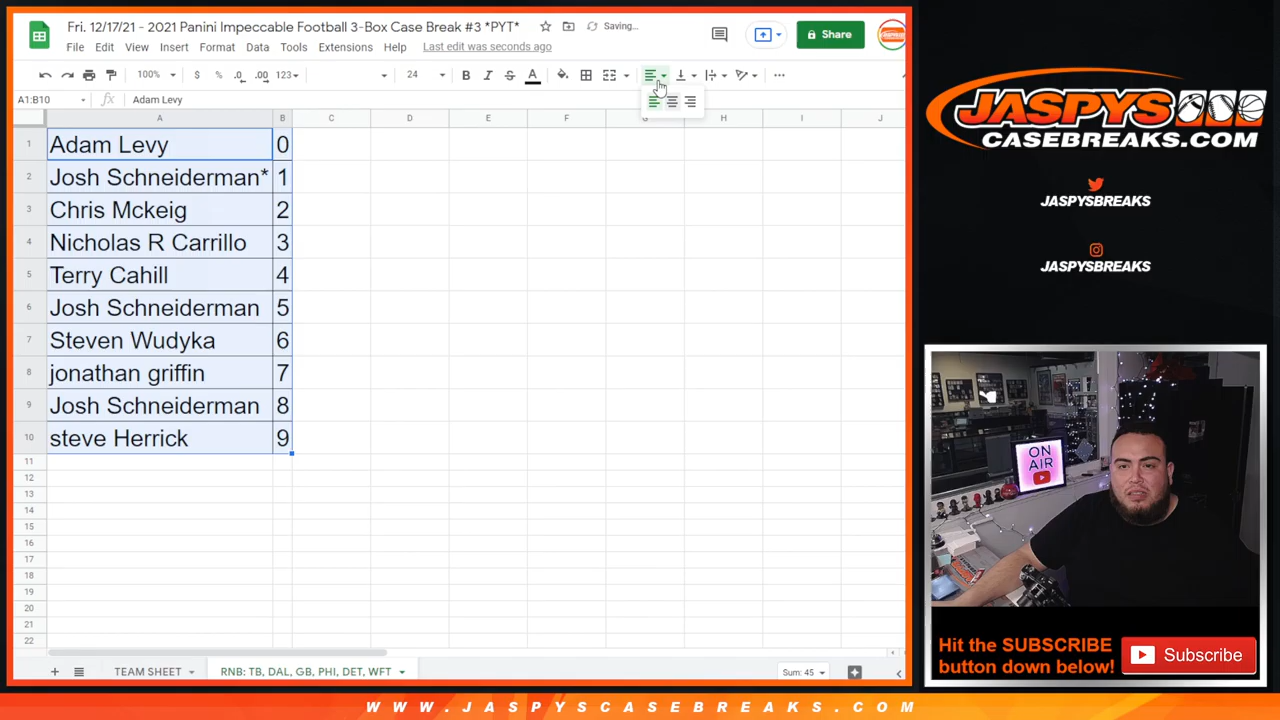 Fri. 12/17/21 - 2021 Panini Impeccable Football 3-Box Case Break #3 *PYT*
Saving...
Share
File Edit View Insert Format Data Tools Extensions Help Last edit was seconds ago
100% $ % .0 .00 123 24 B I S A
A1:B10 fx Adam Levy
A B C D E F G H I J
1 Adam Levy 0
2 Josh Schneiderman* 1
3 Chris Mckeig 2
4 Nicholas R Carrillo 3
5 Terry Cahill 4
6 Josh Schneiderman 5
7 Steven Wudyka 6
8 jonathan griffin 7
9 Josh Schneiderman 8
10 steve Herrick 9
11
12
13
14
15
16
17
18
19
20
21
22
TEAM SHEET RNB: TB, DAL, GB, PHI, DET, WFT Sum: 45
JASPYS
CASEBREAKS.COM
JASPYSBREAKS
JASPYSBREAKS
ON
AIR
Hit the SUBSCRIBE
button down below!
Subscribe
WWW.JASPYSCASEBREAKS.COM